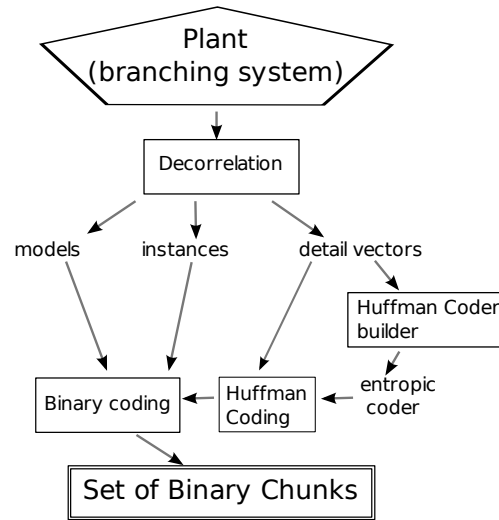 Plant
(branching system)
Decorrelation
models
instances
detail vectors
Huffman Coder
builder
entropic
coder
Binary coding
Huffman
Coding
Set of Binary Chunks